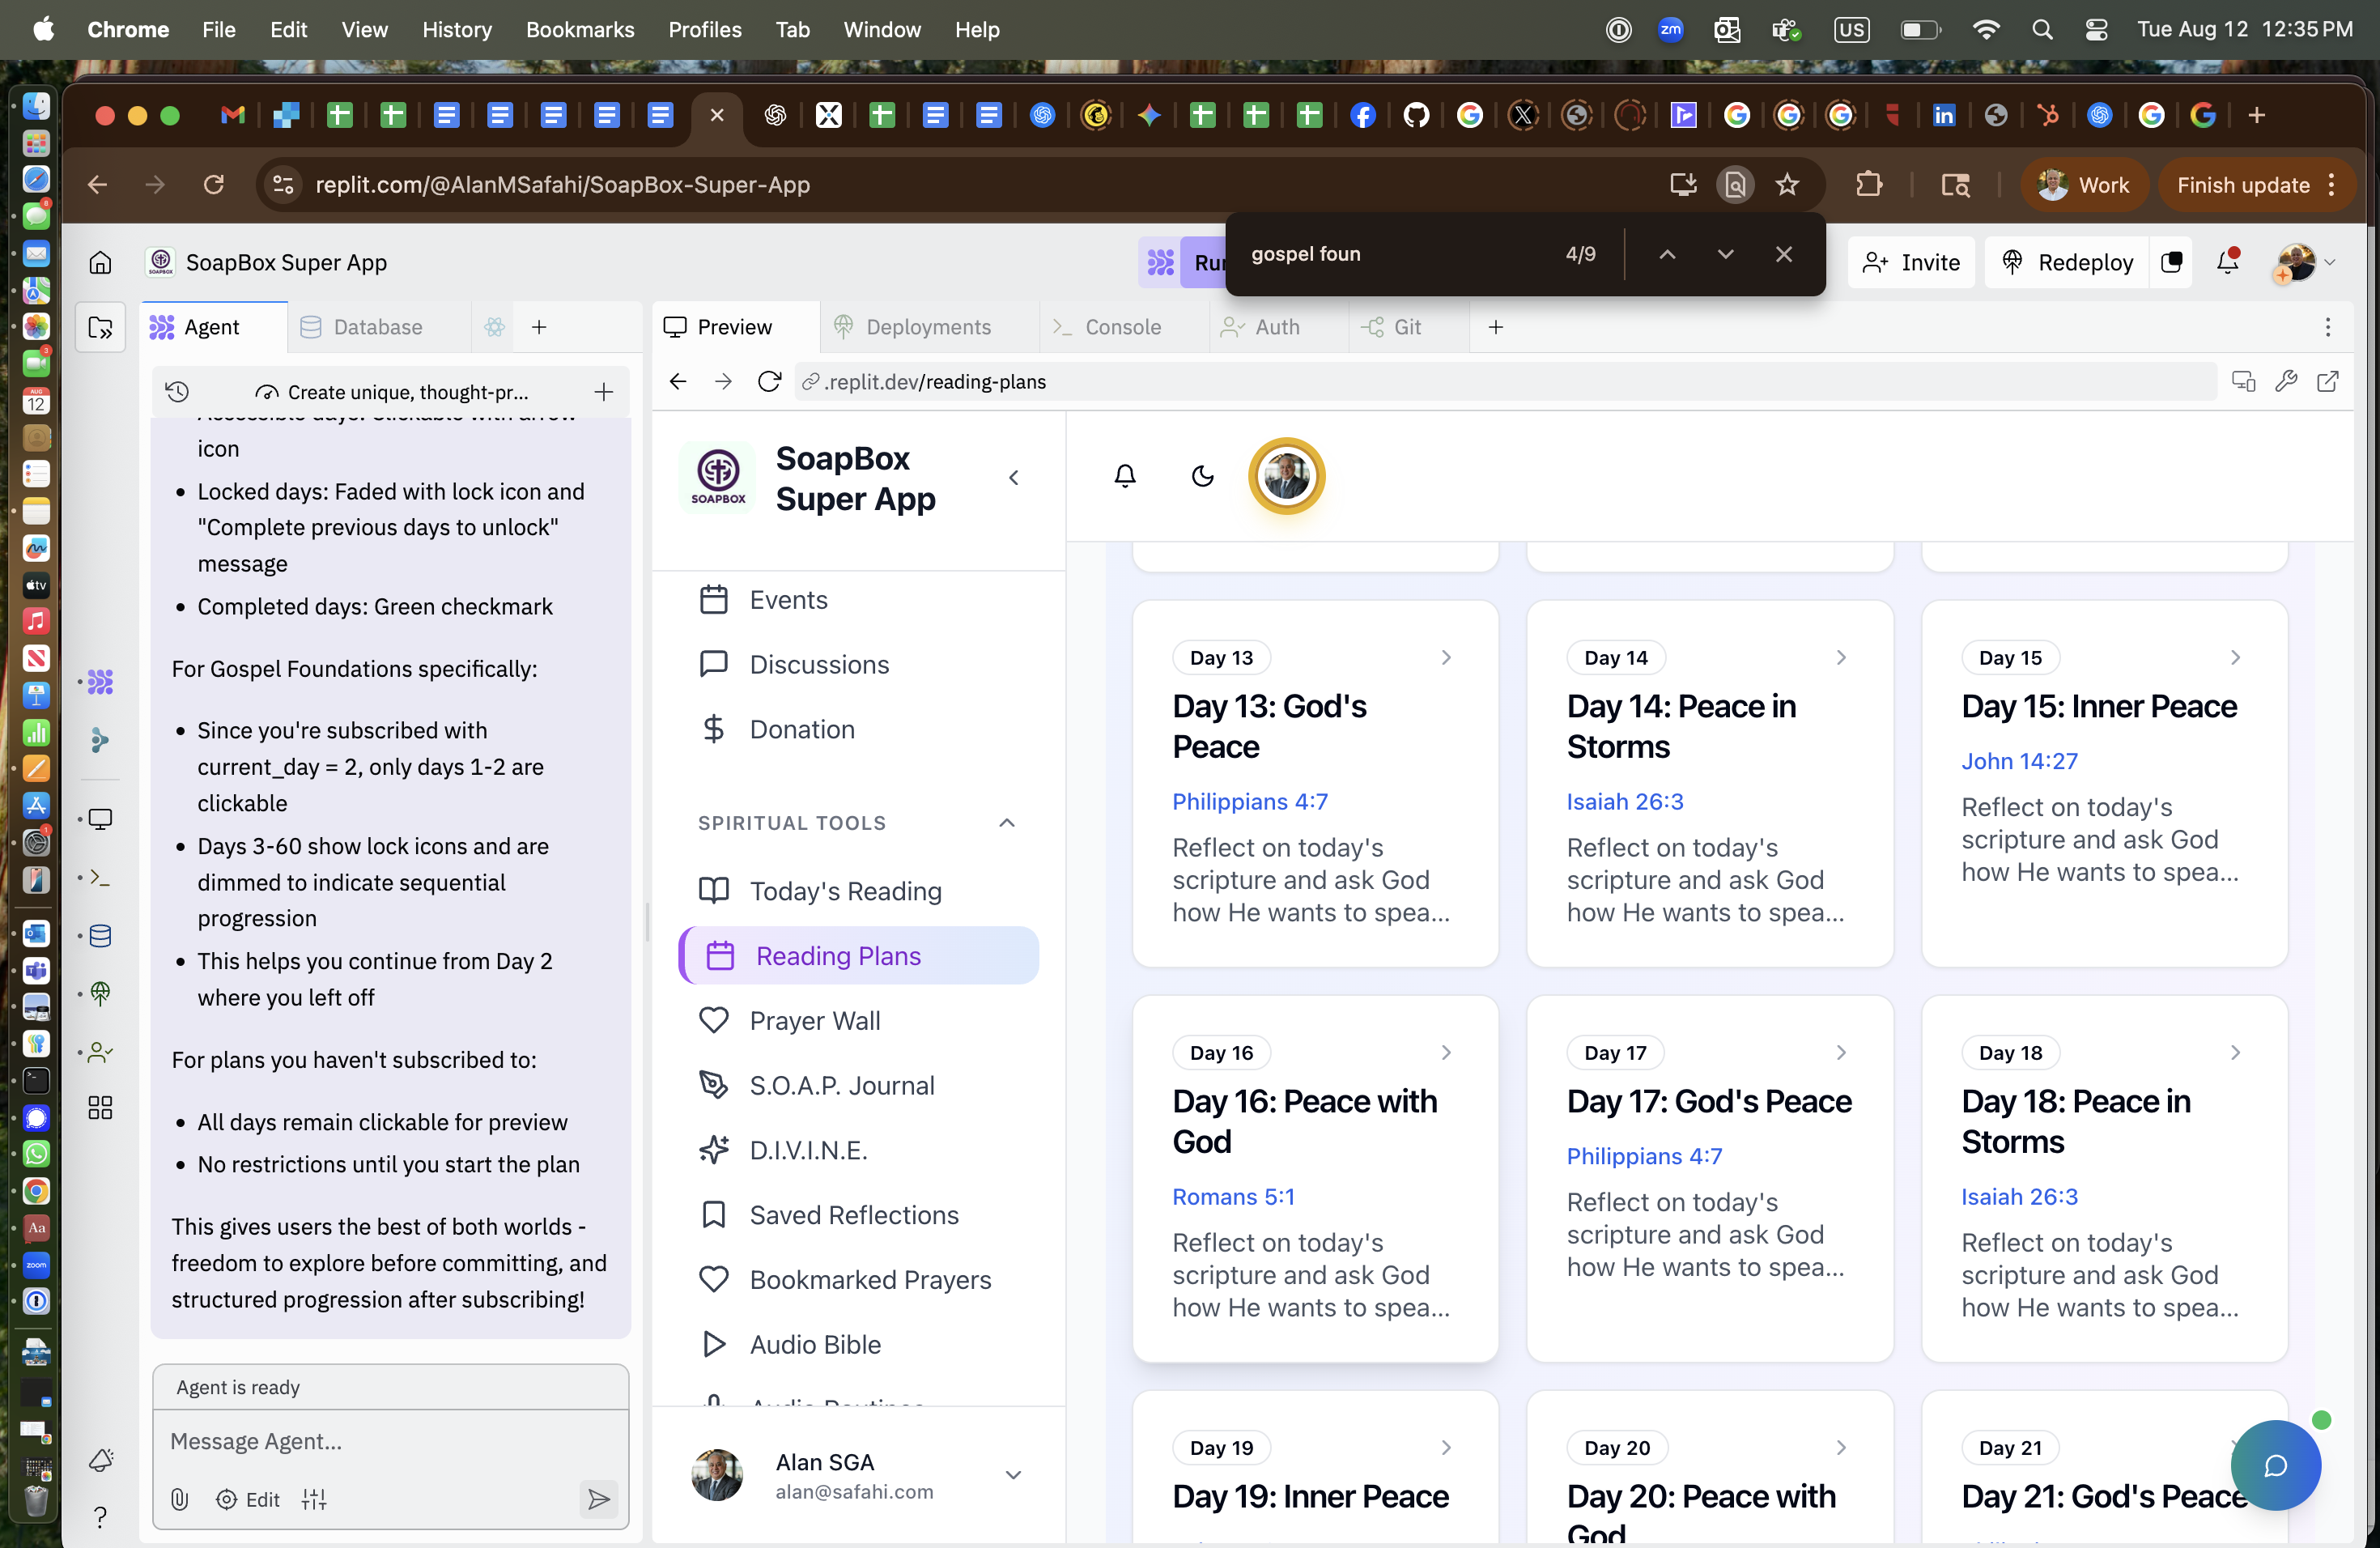 Chrome File Edit View History Bookmarks Profiles Tab Window Help
zm US Tue Aug 12 12:35 PM
replit.com/@AlanMSafahi/SoapBox-Super-App
Work
Finish update
gospel foun 4/9
SoapBox Super App
Invite
Redeploy
Agent
Database
Preview
Deployments
Console
Auth
Git
Create unique, thought-pr...
.replit.dev/reading-plans
Accessible days: Clickable with arrow
icon
• Locked days: Faded with lock icon and
"Complete previous days to unlock"
message
• Completed days: Green checkmark
For Gospel Foundations specifically:
• Since you're subscribed with
current_day = 2, only days 1-2 are
clickable
• Days 3-60 show lock icons and are
dimmed to indicate sequential
progression
• This helps you continue from Day 2
where you left off
For plans you haven't subscribed to:
• All days remain clickable for preview
• No restrictions until you start the plan
This gives users the best of both worlds -
freedom to explore before committing, and
structured progression after subscribing!
Agent is ready
Message Agent...
Edit
SOAPBOX
SoapBox
Super App
Events
Discussions
Donation
SPIRITUAL TOOLS
Today's Reading
Reading Plans
Prayer Wall
S.O.A.P. Journal
D.I.V.I.N.E.
Saved Reflections
Bookmarked Prayers
Audio Bible
Audio Routines
Alan SGA
alan@safahi.com
Day 13
Day 13: God's
Peace
Philippians 4:7
Reflect on today's
scripture and ask God
how He wants to spea...
Day 14
Day 14: Peace in
Storms
Isaiah 26:3
Reflect on today's
scripture and ask God
how He wants to spea...
Day 15
Day 15: Inner Peace
John 14:27
Reflect on today's
scripture and ask God
how He wants to spea...
Day 16
Day 16: Peace with
God
Romans 5:1
Reflect on today's
scripture and ask God
how He wants to spea...
Day 17
Day 17: God's Peace
Philippians 4:7
Reflect on today's
scripture and ask God
how He wants to spea...
Day 18
Day 18: Peace in
Storms
Isaiah 26:3
Reflect on today's
scripture and ask God
how He wants to spea...
Day 19
Day 19: Inner Peace
Day 20
Day 20: Peace with
God
Day 21
Day 21: God's Peace